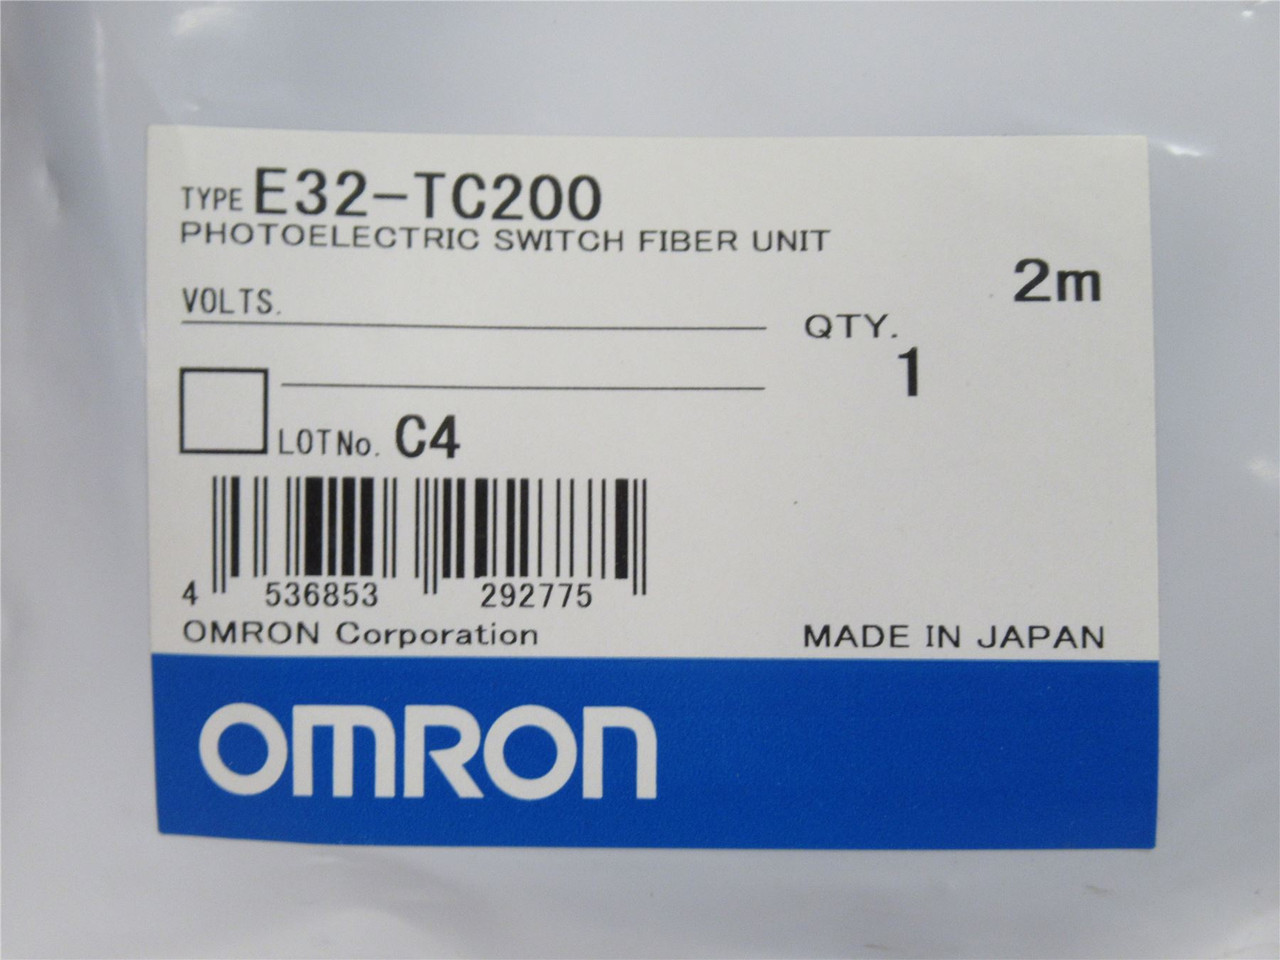 TYPE E32-TC200
PHOTOELECTRIC SWITCH FIBER UNIT
2m
VOLTS.
QTY.
1
LOT No. C4
4 536853 292775
OMRON Corporation
MADE IN JAPAN
OMRON